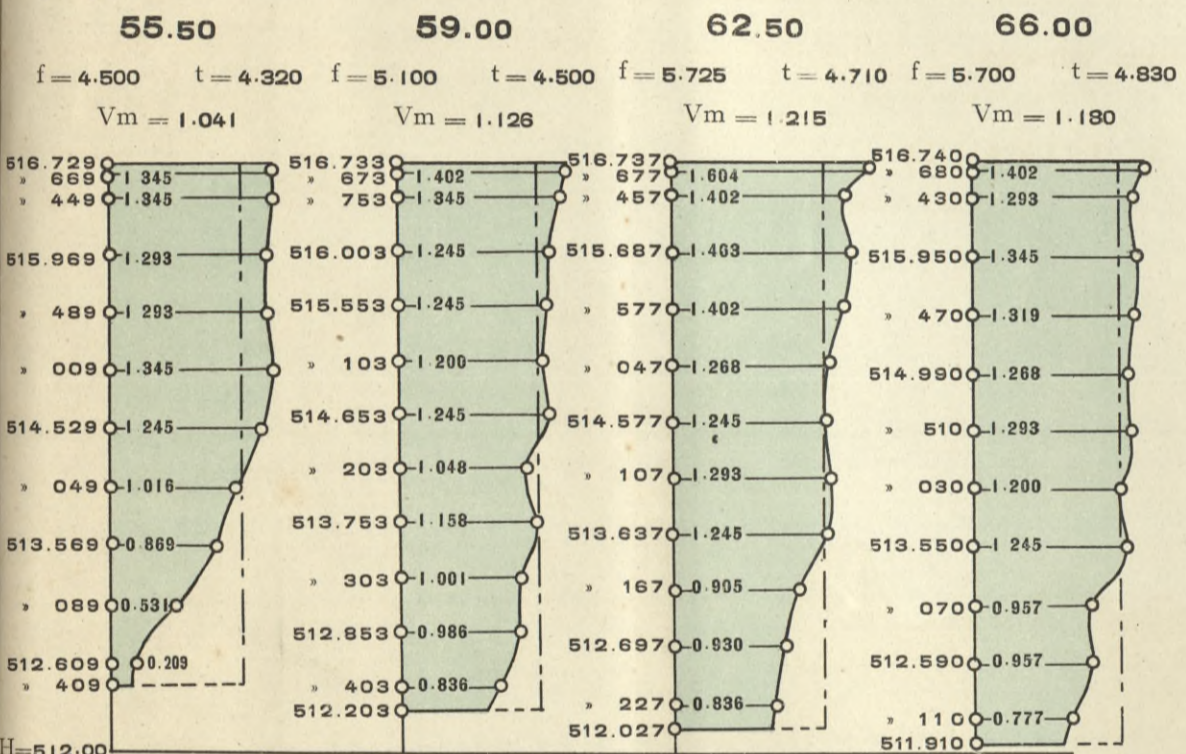 55.50
f = 4.500 t = 4.320
Vm = 1.041
516.729
» 669 1.345
» 449 1.345
515.969 1.293
» 489 1 293
» 009 1.345
514.529 1.245
» 049 1.016
513.569 0.869
» 089 0.531
512.609 0.209
» 409
H=512.00
59.00
f = 5.100 t = 4.500
Vm = 1.126
516.733
» 673 1.402
» 753 1.345
516.003 1.245
515.553 1.245
» 103 1.200
514.653 1.245
» 203 1.048
513.753 1.158
» 303 1.001
512.853 0.986
» 403 0.836
512.203
62.50
f = 5.725 t = 4.710
Vm = 1.215
516.737
» 677 1.604
» 457 1.402
515.687 1.463
» 577 1.402
» 047 1.268
514.577 1.245
» 107 1.293
513.637 1.245
» 167 0.905
512.697 0.930
» 227 0.836
512.027
66.00
f = 5.700 t = 4.830
Vm = 1.180
516.740
» 680 1.402
» 430 1.293
515.950 1.345
» 470 1.319
514.990 1.268
» 510 1.293
» 030 1.200
513.550 1 245
» 070 0.957
512.590 0.957
» 110 0.777
511.910